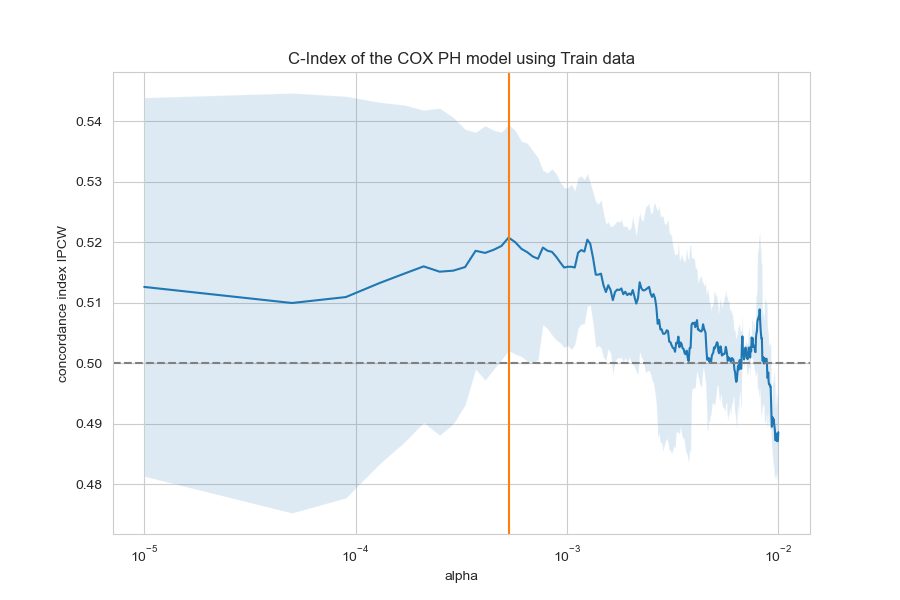 C-Index of the COX PH model using Train data
concordance index IPCW
0.54
0.53
0.52
0.51
0.50
0.49
0.48
10⁻⁵ 10⁻⁴ 10⁻³ 10⁻²
alpha